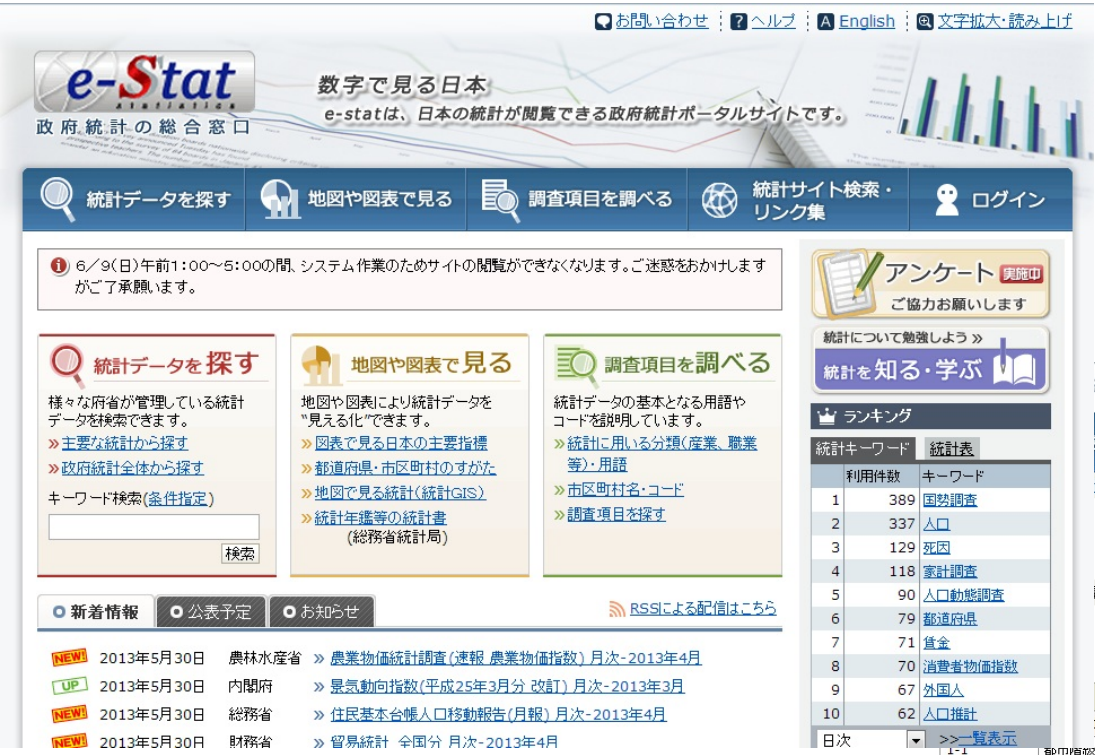 お問い合わせ ヘルプ English 文字拡大・読み上げ
e-Stat
statistics
政府統計の総合窓口
数字で見る日本
e-statは、日本の統計が閲覧できる政府統計ポータルサイトです。
統計データを探す
地図や図表で見る
調査項目を調べる
統計サイト検索・
リンク集
ログイン
6/9(日)午前1:00~5:00の間、システム作業のためサイトの閲覧ができなくなります。ご迷惑をおかけします
がご了承願います。
統計データを探す
様々な府省が管理している統計
データを検索できます。
»主要な統計から探す
»政府統計全体から探す
キーワード検索(条件指定)
検索
地図や図表で見る
地図や図表により統計データを
“見える化”できます。
»図表で見る日本の主要指標
»都道府県・市区町村のすがた
»地図で見る統計(統計GIS)
»統計年鑑等の統計書
(総務省統計局)
調査項目を調べる
統計データの基本となる用語や
コードを説明しています。
»統計に用いる分類(産業、職業
等)・用語
»市区町村名・コード
»調査項目を探す
新着情報 公表予定 お知らせ
RSSによる配信はこちら
NEW! 2013年5月30日 農林水産省 » 農業物価統計調査(速報 農業物価指数) 月次-2013年4月
UP 2013年5月30日 内閣府 » 景気動向指数(平成25年3月分 改訂) 月次-2013年3月
NEW! 2013年5月30日 総務省 » 住民基本台帳人口移動報告(月報) 月次-2013年4月
NEW! 2013年5月30日 財務省 » 貿易統計_全国分 月次-2013年4月
アンケート 実施中
ご協力お願いします
統計について勉強しよう »
統計を知る・学ぶ
ランキング
統計キーワード 統計表
利用件数 キーワード
1 389 国勢調査
2 337 人口
3 129 死因
4 118 家計調査
5 90 人口動態調査
6 79 都道府県
7 71 賃金
8 70 消費者物価指数
9 67 外国人
10 62 人口推計
日次 >>一覧表示
1-1